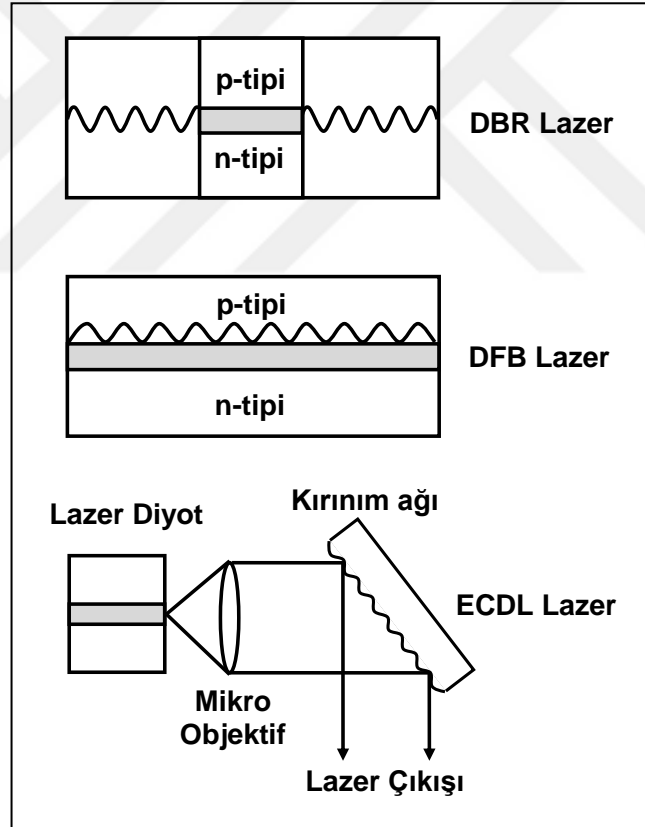 p-tipi
n-tipi
DBR Lazer
p-tipi
DFB Lazer
n-tipi
Kırınım ağı
Lazer Diyot
ECDL Lazer
Mikro
Objektif
Lazer Çıkışı